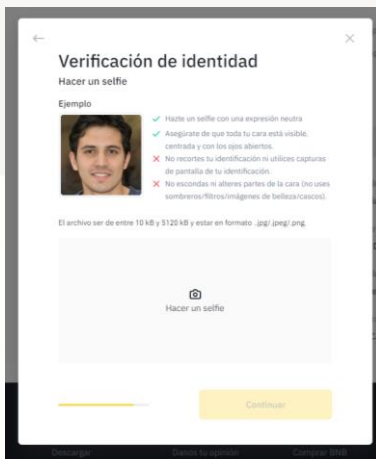 Verificación de identidad
Hacer un selfie
Ejemplo
Hazte un selfie con una expresión neutra
Asegúrate de que toda tu cara está visible,
centrada y con los ojos abiertos.
No recortes tu identificación ni utilices capturas
de pantalla de tu identificación.
No escondas ni alteres partes de la cara (no uses
sombreros/filtros/imágenes de belleza/cascos).
El archivo ser de entre 10 kB y 5120 kB y estar en formato .jpg/.jpeg/.png.
Hacer un selfie
Continuar
Descargar
Danos tu opinión
Comprar BNB